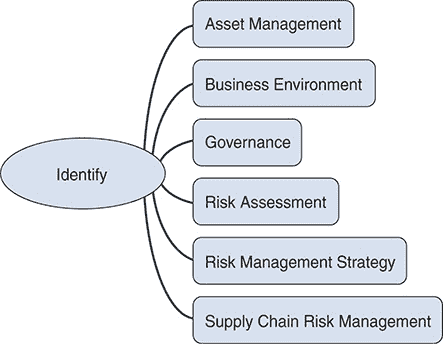 Asset Management
Business Environment
Governance
Identify
Risk Assessment
Risk Management Strategy
Supply Chain Risk Management